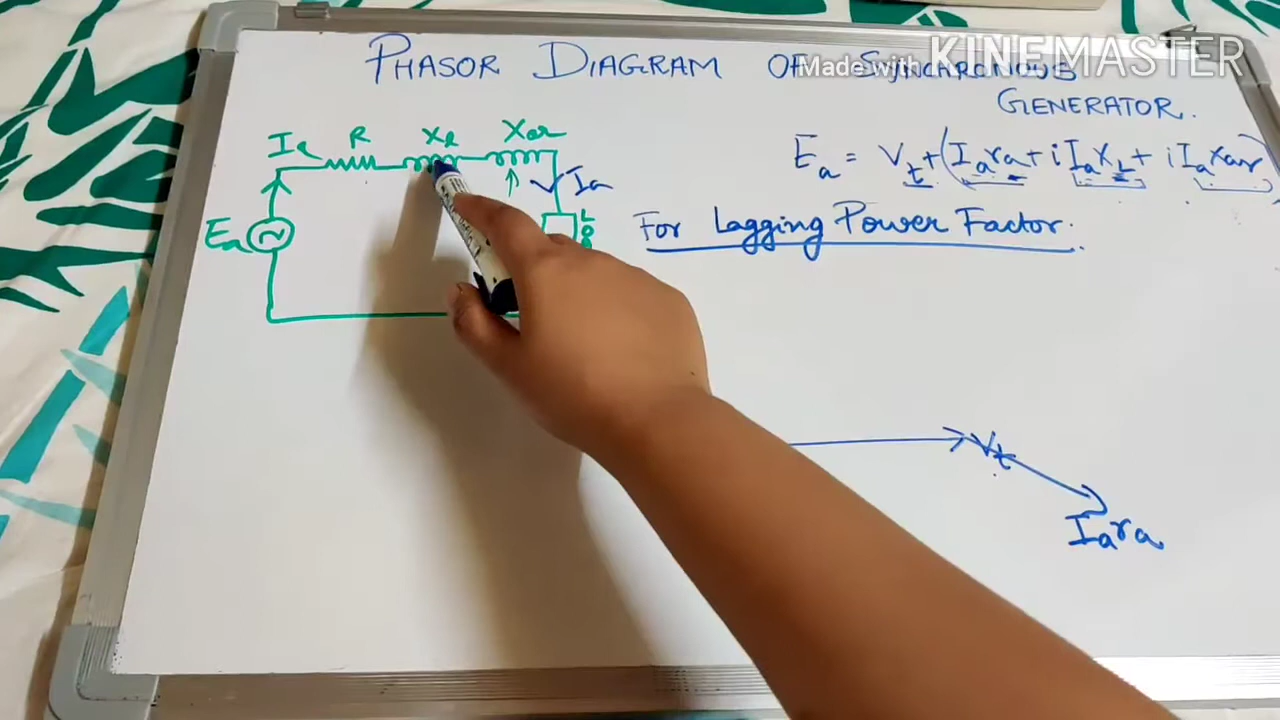 PHASOR DIAGRAM OF SYNCHRONOUS
GENERATOR.
Made with KINEMASTER
Ia R Xl Xar
Ea = Vt + (Iara + iIaXl + iIaxar)
Ia
Ea
L
O
For Lagging Power Factor.
Vt
Iara